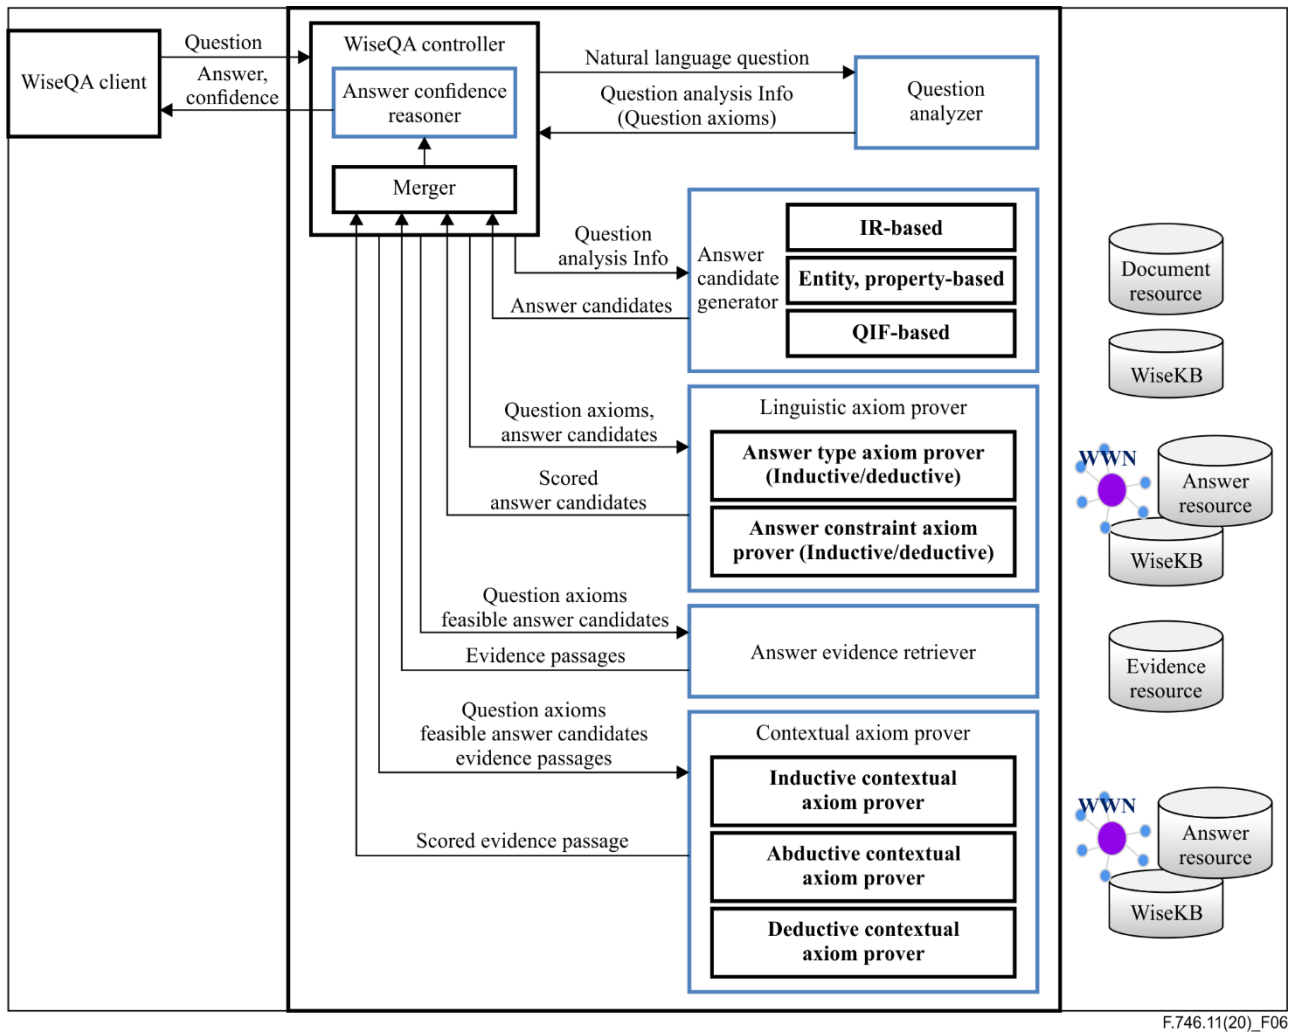 WiseQA client
Question
Answer,
confidence
WiseQA controller
Answer confidence
reasoner
Merger
Natural language question
Question analysis Info
(Question axioms)
Question
analyzer
Question
analysis Info
Answer candidates
Answer
candidate
generator
IR-based
Entity, property-based
QIF-based
Document
resource
WiseKB
Question axioms,
answer candidates
Scored
answer candidates
Linguistic axiom prover
Answer type axiom prover
(Inductive/deductive)
Answer constraint axiom
prover (Inductive/deductive)
WWN
Answer
resource
WiseKB
Question axioms
feasible answer candidates
Evidence passages
Answer evidence retriever
Evidence
resource
Question axioms
feasible answer candidates
evidence passages
Scored evidence passage
Contextual axiom prover
Inductive contextual
axiom prover
Abductive contextual
axiom prover
Deductive contextual
axiom prover
WWN
Answer
resource
WiseKB
F.746.11(20)_F06